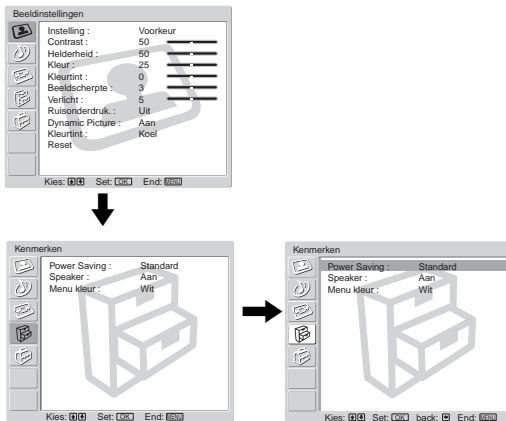 Beeldinstellingen
Instelling : Voorkeur
Contrast : 50
Helderheid : 50
Kleur : 25
Kleurtint : 0
Beeldscherpte : 3
Verlicht : 5
Ruisonderdruk. : Uit
Dynamic Picture : Aan
Kleurtint : Koel
Reset
Kies: Set: OK End: MENU
Kenmerken
Power Saving : Standard
Speaker : Aan
Menu kleur : Wit
Kies: Set: OK End: MENU
Kenmerken
Power Saving : Standard
Speaker : Aan
Menu kleur : Wit
Kies: Set: OK back: End: MENU